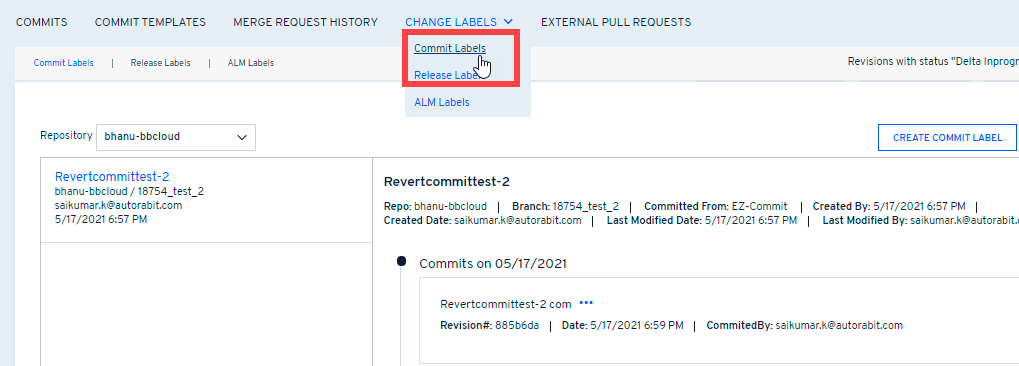 COMMITS COMMIT TEMPLATES MERGE REQUEST HISTORY CHANGE LABELS EXTERNAL PULL REQUESTS
Commit Labels
Release Labels
ALM Labels
Commit Labels | Release Labels | ALM Labels
Revisions with status "Delta Inprogr
Repository bhanu-bbcloud
CREATE COMMIT LABEL
Revertcommittest-2
bhanu-bbcloud / 18754_test_2
saikumar.k@autorabit.com
5/17/2021 6:57 PM
Revertcommittest-2
Repo: bhanu-bbcloud | Branch: 18754_test_2 | Committed From: EZ-Commit | Created By: 5/17/2021 6:57 PM |
Created Date: saikumar.k@autorabit.com | Last Modified Date: 5/17/2021 6:57 PM | Last Modified By: saikumar.k@autorabit.
Commits on 05/17/2021
Revertcommittest-2 com •••
Revision#: 885b6da | Date: 5/17/2021 6:59 PM | CommitedBy: saikumar.k@autorabit.com